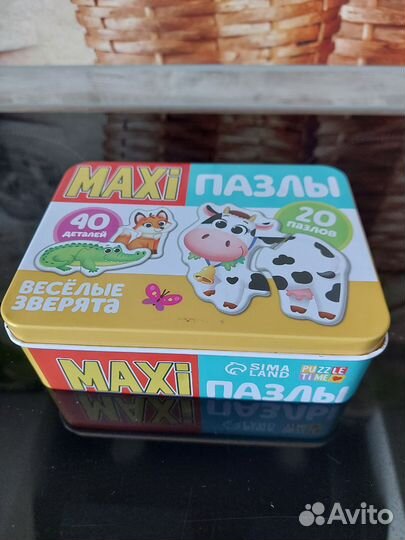 MAXi ПАЗЛЫ
40
деталей
20
пазлов
ВЕСЁЛЫЕ
ЗВЕРЯТА
SIMA
LAND
PUZZLE
TIME
MAXi ПАЗЛЫ
Avito